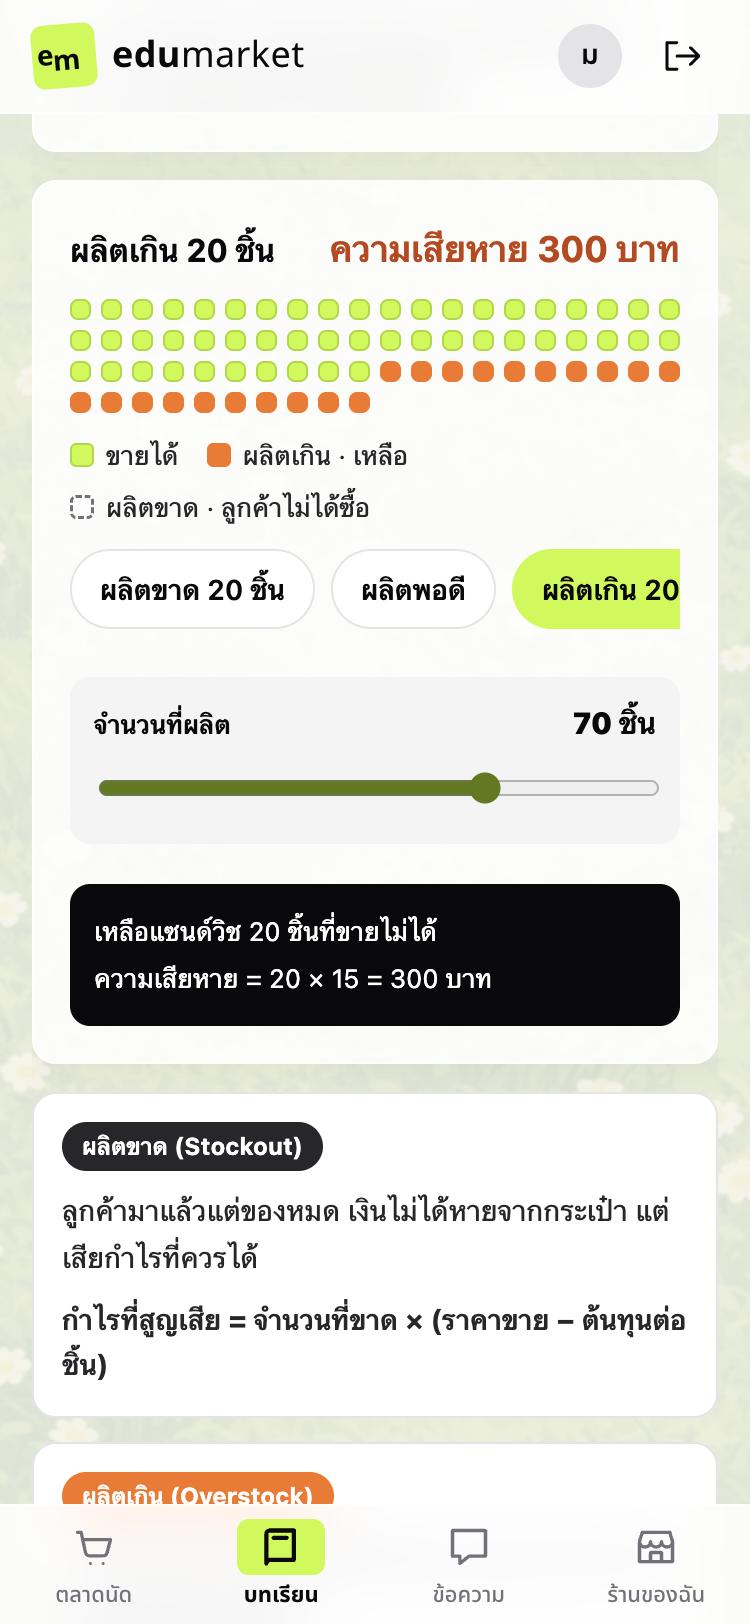 em edumarket ม
ผลิตเกิน 20 ชิ้น ความเสียหาย 300 บาท
ขายได้ ผลิตเกิน · เหลือ
ผลิตขาด · ลูกค้าไม่ได้ซื้อ
ผลิตขาด 20 ชิ้น ผลิตพอดี ผลิตเกิน 20
จำนวนที่ผลิต 70 ชิ้น
เหลือแซนด์วิช 20 ชิ้นที่ขายไม่ได้
ความเสียหาย = 20 × 15 = 300 บาท
ผลิตขาด (Stockout)
ลูกค้ามาแล้วแต่ของหมด เงินไม่ได้หายจากกระเป๋า แต่
เสียกำไรที่ควรได้
กำไรที่สูญเสีย = จำนวนที่ขาด × (ราคาขาย − ต้นทุนต่อ
ชิ้น)
ผลิตเกิน (Overstock)
ตลาดนัด บทเรียน ข้อความ ร้านของฉัน